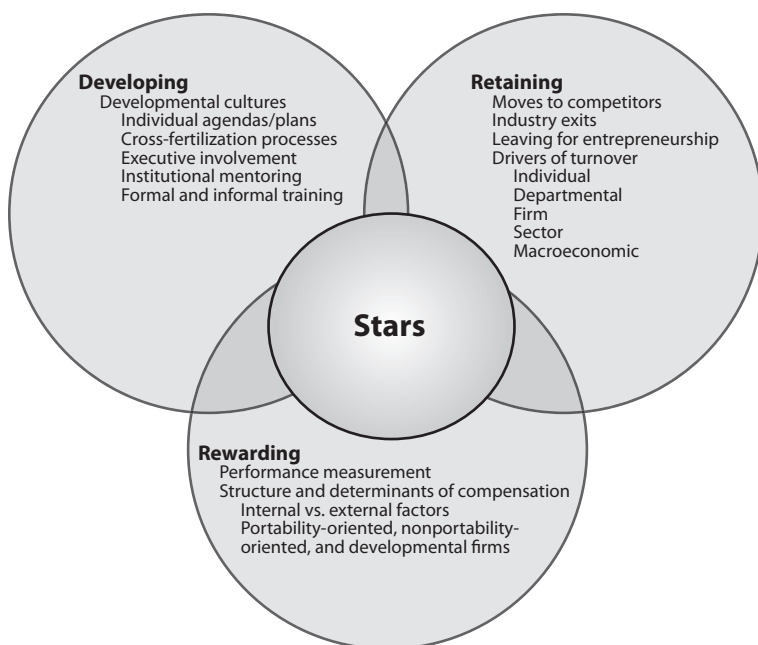 Developing
Developmental cultures
Individual agendas/plans
Cross-fertilization processes
Executive involvement
Institutional mentoring
Formal and informal training
Retaining
Moves to competitors
Industry exits
Leaving for entrepreneurship
Drivers of turnover
Individual
Departmental
Firm
Sector
Macroeconomic
Stars
Rewarding
Performance measurement
Structure and determinants of compensation
Internal vs. external factors
Portability-oriented, nonportability-
oriented, and developmental firms